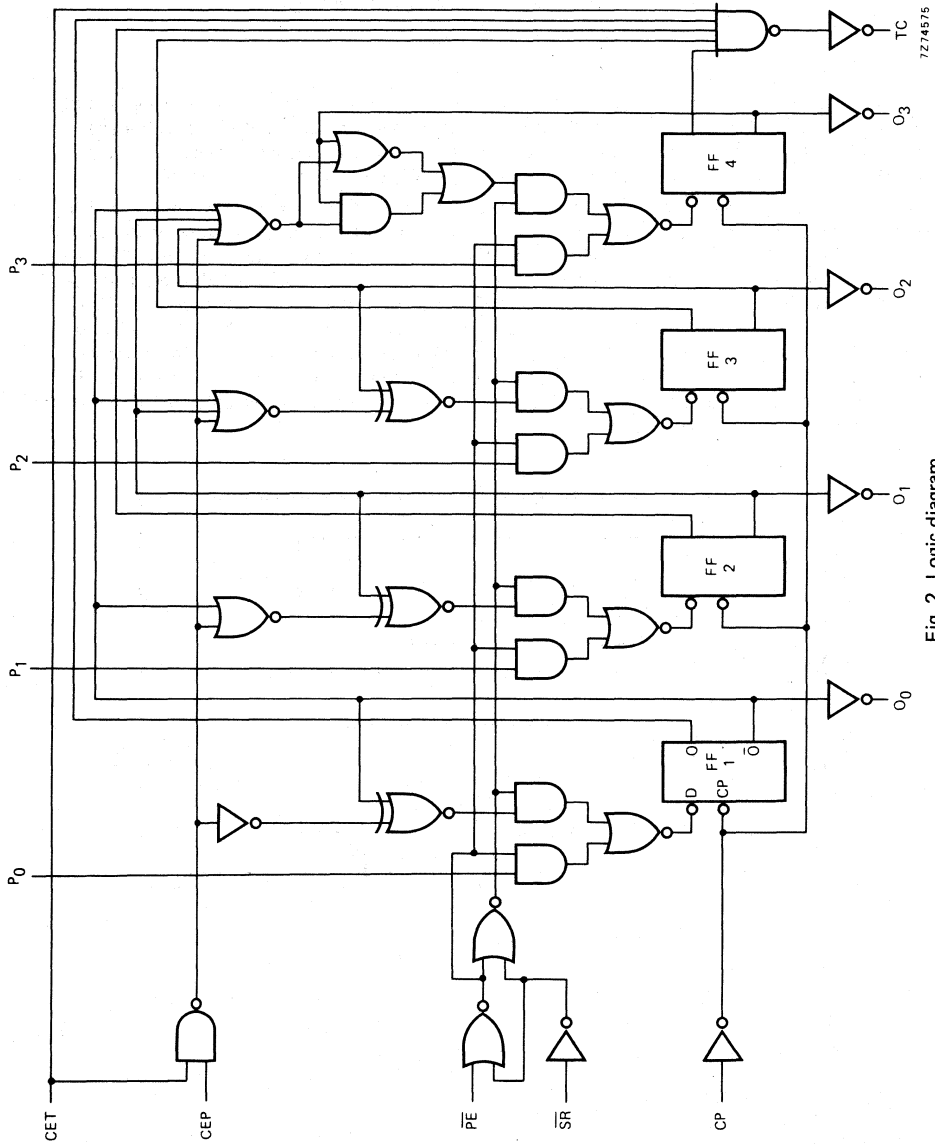 CET
CEP
PE
SR
CP
P0
P1
P2
P3
D
CP
O
O
FF
1
FF
2
FF
3
FF
4
O0
O1
O2
O3
TC
7Z74575
Fig. 2 Logic diagram